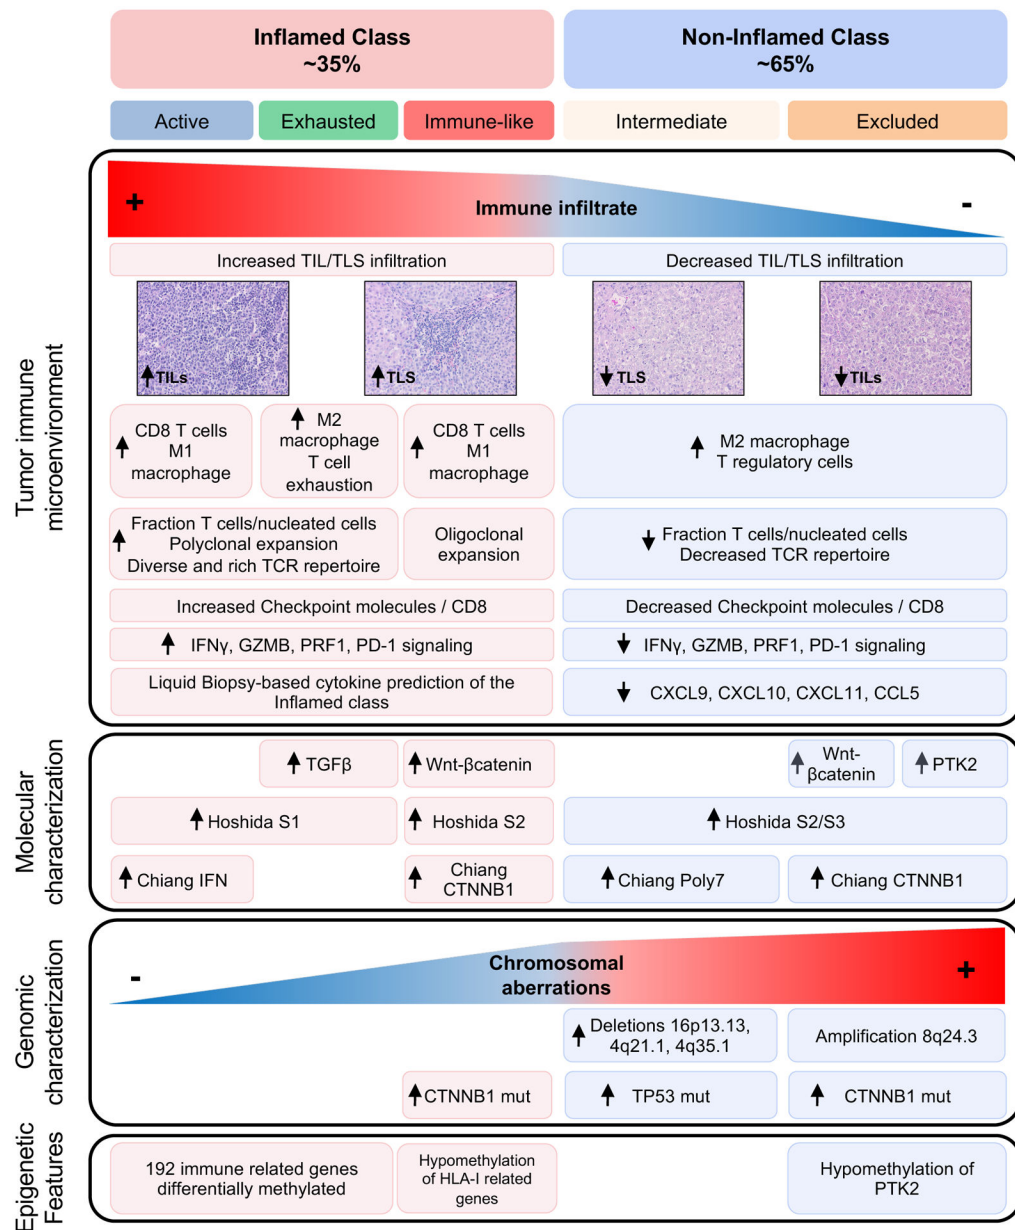 Inflamed Class
~35%
Non-Inflamed Class
~65%
Active
Exhausted
Immune-like
Intermediate
Excluded
Tumor immune
microenvironment
+
Immune infiltrate
-
Increased TIL/TLS infiltration
Decreased TIL/TLS infiltration
TILs
TLS
TLS
TILs
CD8 T cells
M1
macrophage
M2
macrophage
T cell
exhaustion
CD8 T cells
M1
macrophage
M2 macrophage
T regulatory cells
Fraction T cells/nucleated cells
Polyclonal expansion
Diverse and rich TCR repertoire
Oligoclonal
expansion
Fraction T cells/nucleated cells
Decreased TCR repertoire
Increased Checkpoint molecules / CD8
Decreased Checkpoint molecules / CD8
IFNγ, GZMB, PRF1, PD-1 signaling
IFNγ, GZMB, PRF1, PD-1 signaling
Liquid Biopsy-based cytokine prediction of the
Inflamed class
CXCL9, CXCL10, CXCL11, CCL5
Molecular
characterization
TGFβ
Wnt-βcatenin
Wnt-
βcatenin
PTK2
Hoshida S1
Hoshida S2
Hoshida S2/S3
Chiang IFN
Chiang
CTNNB1
Chiang Poly7
Chiang CTNNB1
Genomic
characterization
-
Chromosomal
aberrations
+
Deletions 16p13.13,
4q21.1, 4q35.1
Amplification 8q24.3
CTNNB1 mut
TP53 mut
CTNNB1 mut
Epigenetic
Features
192 immune related genes
differentially methylated
Hypomethylation
of HLA-I related
genes
Hypomethylation of
PTK2